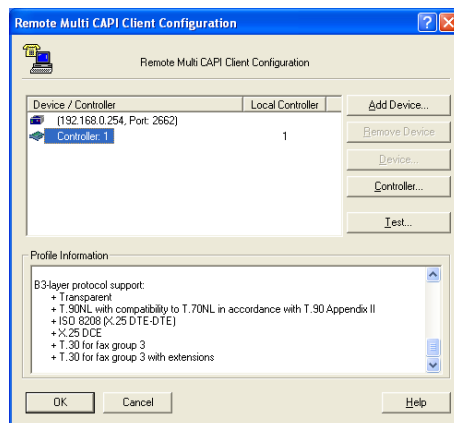 Remote Multi CAPI Client Configuration
Remote Multi CAPI Client Configuration
Device / Controller Local Controller
(192.168.0.254, Port: 2662)
Controller: 1 1
Add Device...
Remove Device
Device...
Controller...
Test...
Profile Information
B3-layer protocol support:
+ Transparent
+ T.90NL with compatibility to T.70NL in accordance with T.90 Appendix II
+ ISO 8208 (X.25 DTE-DTE)
+ X.25 DCE
+ T.30 for fax group 3
+ T.30 for fax group 3 with extensions
OK Cancel Help